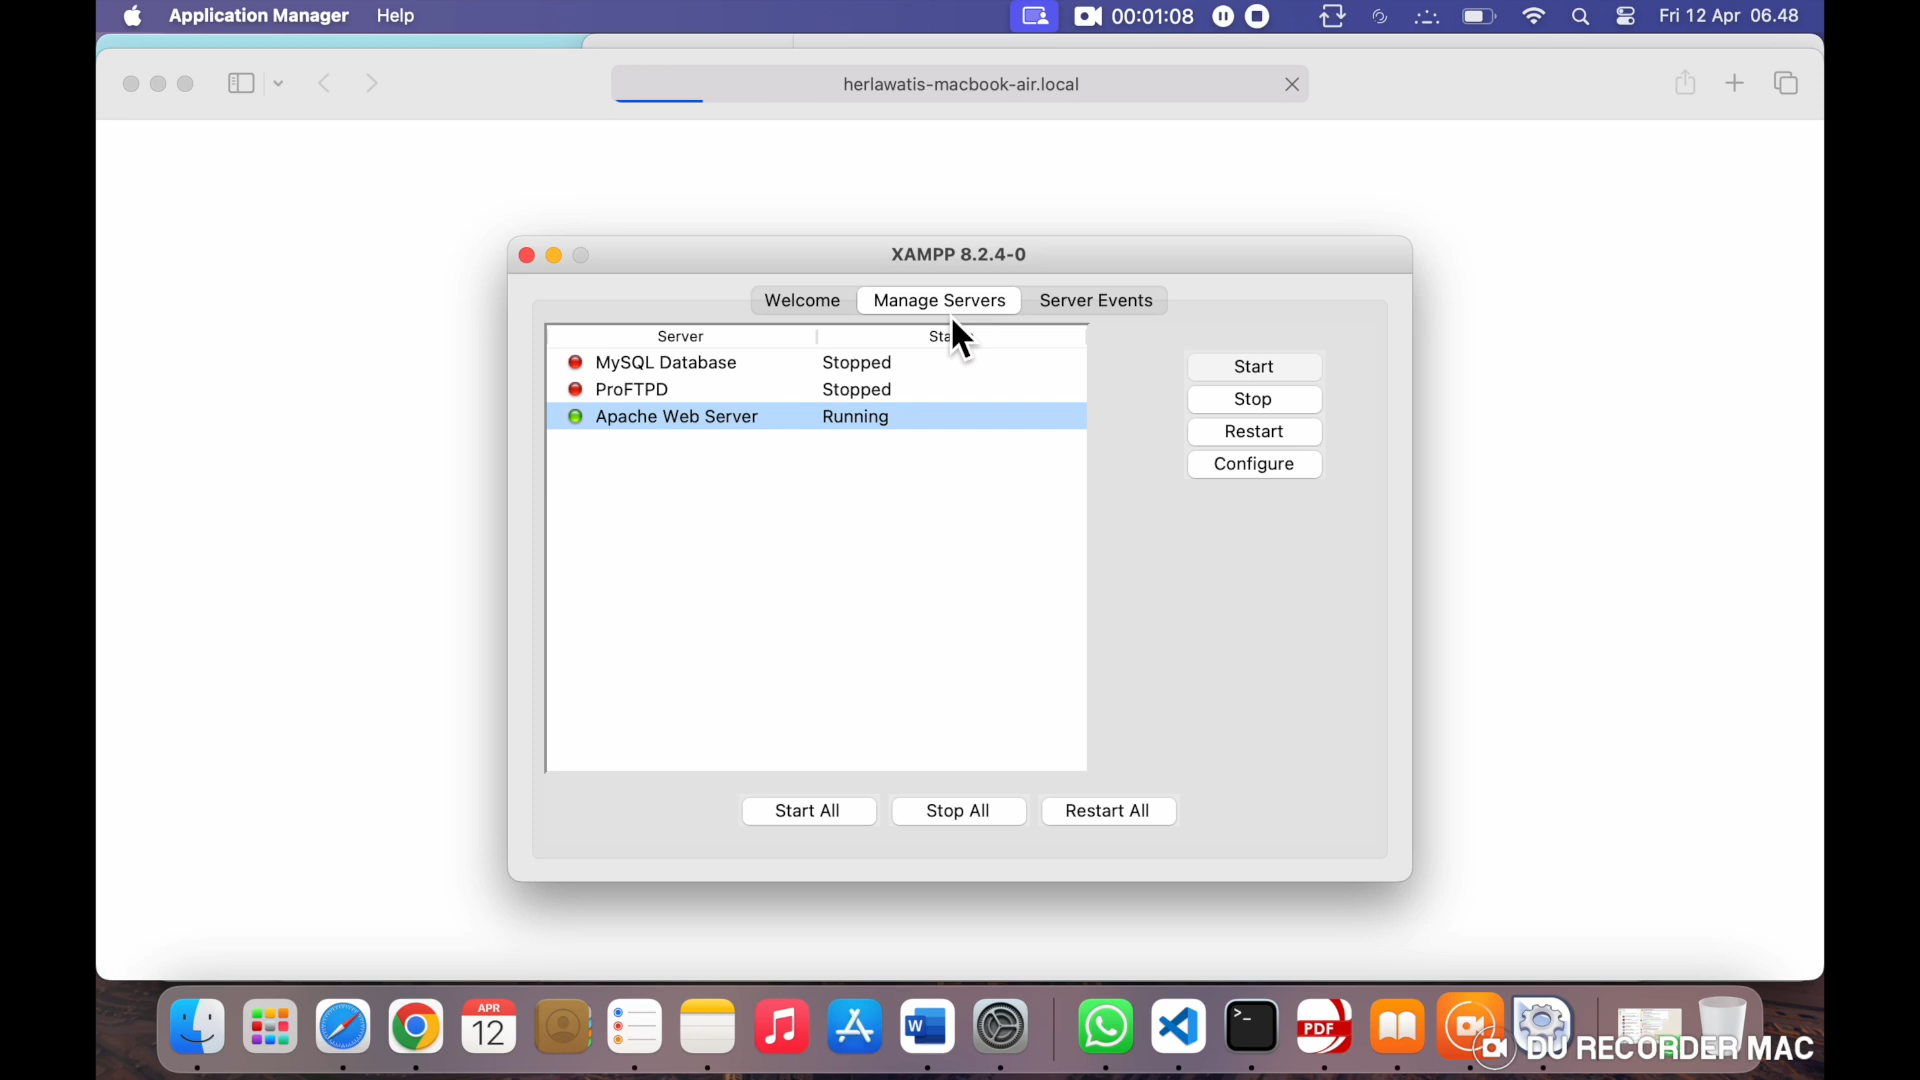 Application Manager Help 00:01:08 Fri 12 Apr 06.48
herlawatis-macbook-air.local
XAMPP 8.2.4-0
Welcome Manage Servers Server Events
Server
MySQL Database Stopped
ProFTPD Stopped
Apache Web Server Running
Start
Stop
Restart
Configure
Start All Stop All Restart All
APR
12
W
PDF
DU RECORDER MAC